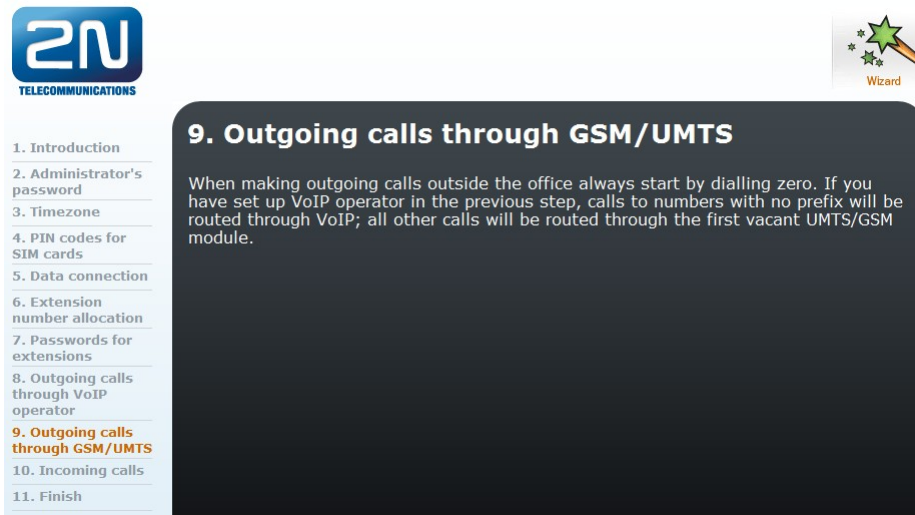 2N
TELECOMMUNICATIONS
Wizard
1. Introduction
2. Administrator's
password
3. Timezone
4. PIN codes for
SIM cards
5. Data connection
6. Extension
number allocation
7. Passwords for
extensions
8. Outgoing calls
through VoIP
operator
9. Outgoing calls
through GSM/UMTS
10. Incoming calls
11. Finish
9. Outgoing calls through GSM/UMTS
When making outgoing calls outside the office always start by dialling zero. If you
have set up VoIP operator in the previous step, calls to numbers with no prefix will be
routed through VoIP; all other calls will be routed through the first vacant UMTS/GSM
module.